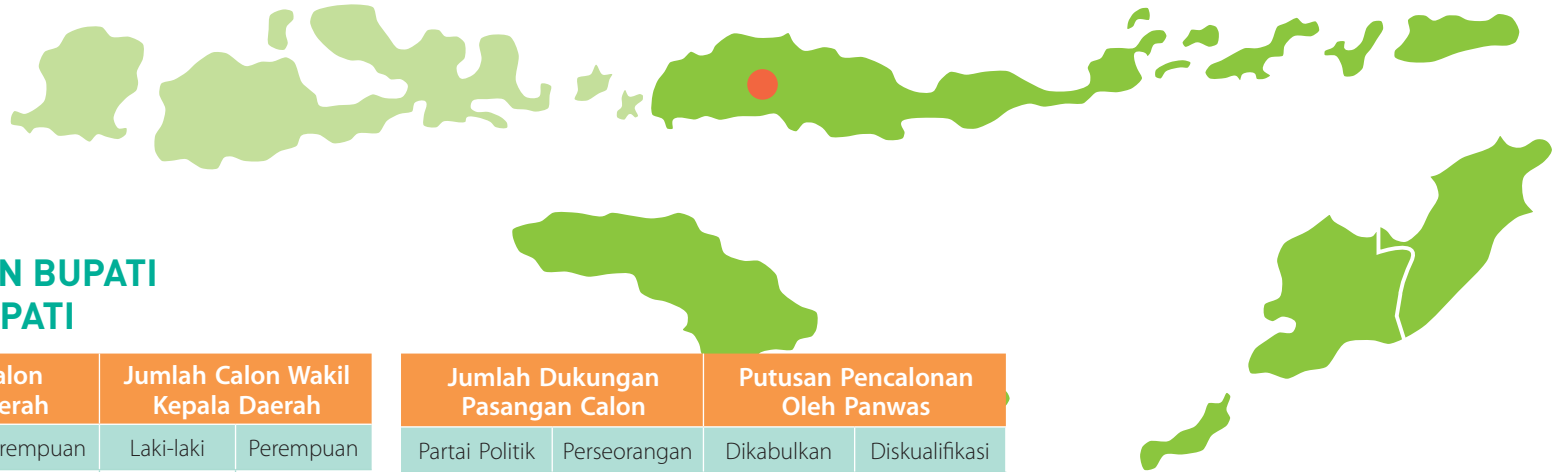 N BUPATI
PATI
alon
erah
Jumlah Calon Wakil
Kepala Daerah
Jumlah Dukungan
Pasangan Calon
Putusan Pencalonan
Oleh Panwas
rempuan
Laki-laki
Perempuan
Partai Politik
Perseorangan
Dikabulkan
Diskualifikasi